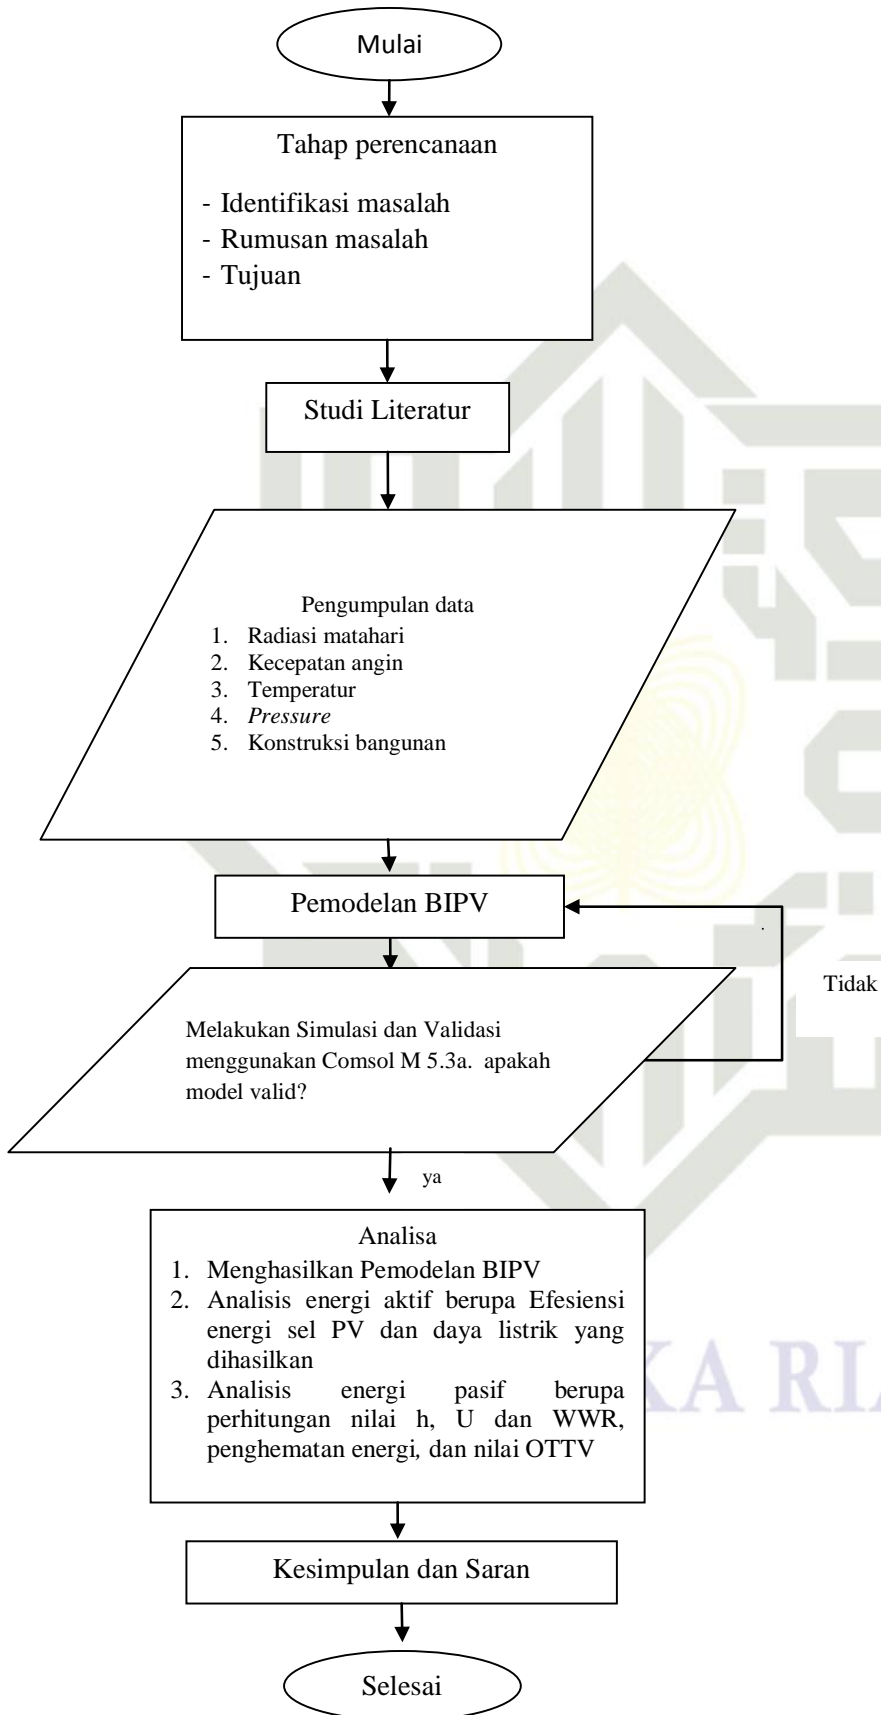 Mulai
Tahap perencanaan
- Identifikasi masalah
- Rumusan masalah
- Tujuan
Studi Literatur
Pengumpulan data
1. Radiasi matahari
2. Kecepatan angin
3. Temperatur
4. Pressure
5. Konstruksi bangunan
Pemodelan BIPV
Tidak
Melakukan Simulasi dan Validasi
menggunakan Comsol M 5.3a. apakah
model valid?
ya
Analisa
1. Menghasilkan Pemodelan BIPV
2. Analisis energi aktif berupa Efesiensi
energi sel PV dan daya listrik yang
dihasilkan
3. Analisis energi pasif berupa
perhitungan nilai h, U dan WWR,
penghematan energi, dan nilai OTTV
KA RIA
Kesimpulan dan Saran
Selesai